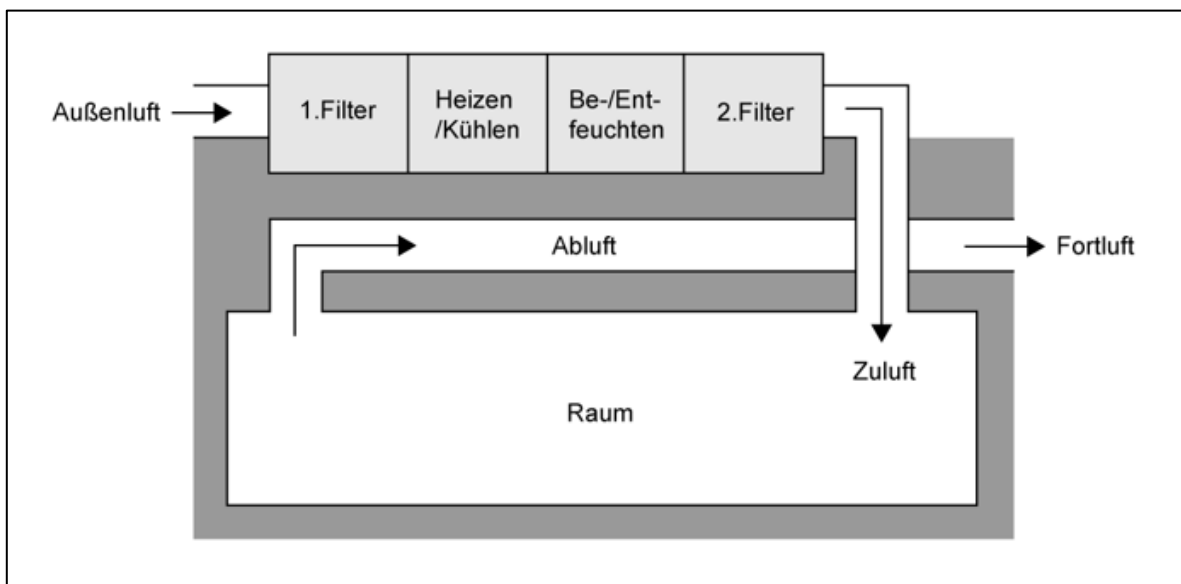 Außenluft
1.Filter
Heizen
/Kühlen
Be-/Ent-
feuchten
2.Filter
Abluft
Fortluft
Zuluft
Raum